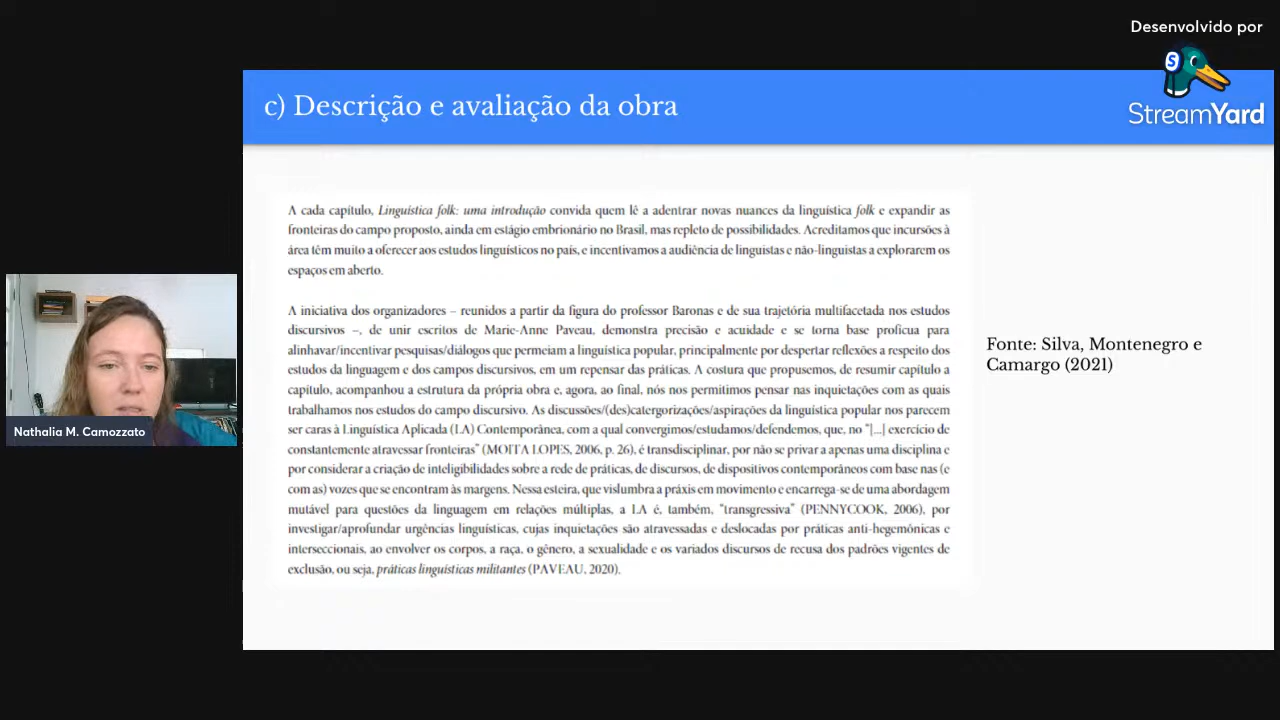 Desenvolvido por
StreamYard
c) Descrição e avaliação da obra
A cada capítulo, Linguística folk: uma introdução convida quem lê a adentrar novas nuances da linguística folk e expandir as
fronteiras do campo proposto, ainda em estágio embrionário no Brasil, mas repleto de possibilidades. Acreditamos que incursões à
área têm muito a oferecer aos estudos linguísticos no país, e incentivamos a audiência de linguistas e não-linguistas a explorarem os
espaços em aberto.
A iniciativa dos organizadores – reunidos a partir da figura do professor Baronas e de sua trajetória multifacetada nos estudos
discursivos –, de unir escritos de Marie-Anne Paveau, demonstra precisão e acuidade e se torna base profícua para
alinhavar/incentivar pesquisas/diálogos que permeiam a linguística popular, principalmente por despertar reflexões a respeito dos
estudos da linguagem e dos campos discursivos, em um repensar das práticas. A costura que propusemos, de resumir capítulo a
capítulo, acompanhou a estrutura da própria obra e, agora, ao final, nós nos permitimos pensar nas inquietações com as quais
trabalhamos nos estudos do campo discursivo. As discussões/(des)catergorizações/aspirações da linguística popular nos parecem
ser caras à Linguística Aplicada (LA) Contemporânea, com a qual convergimos/estudamos/defendemos, que, no “[...] exercício de
constantemente atravessar fronteiras” (MOITA LOPES, 2006, p. 26), é transdisciplinar, por não se privar a apenas uma disciplina e
por considerar a criação de inteligibilidades sobre a rede de práticas, de discursos, de dispositivos contemporâneos com base nas (e
com as) vozes que se encontram às margens. Nessa esteira, que vislumbra a práxis em movimento e encarrega-se de uma abordagem
mutável para questões da linguagem em relações múltiplas, a LA é, também, “transgressiva” (PENNYCOOK, 2006), por
investigar/aprofundar urgências linguísticas, cujas inquietações são atravessadas e deslocadas por práticas anti-hegemônicas e
interseccionais, ao envolver os corpos, a raça, o gênero, a sexualidade e os variados discursos de recusa dos padrões vigentes de
exclusão, ou seja, práticas linguísticas militantes (PAVEAU, 2020).
Fonte: Silva, Montenegro e
Camargo (2021)
Nathalia M. Camozzato